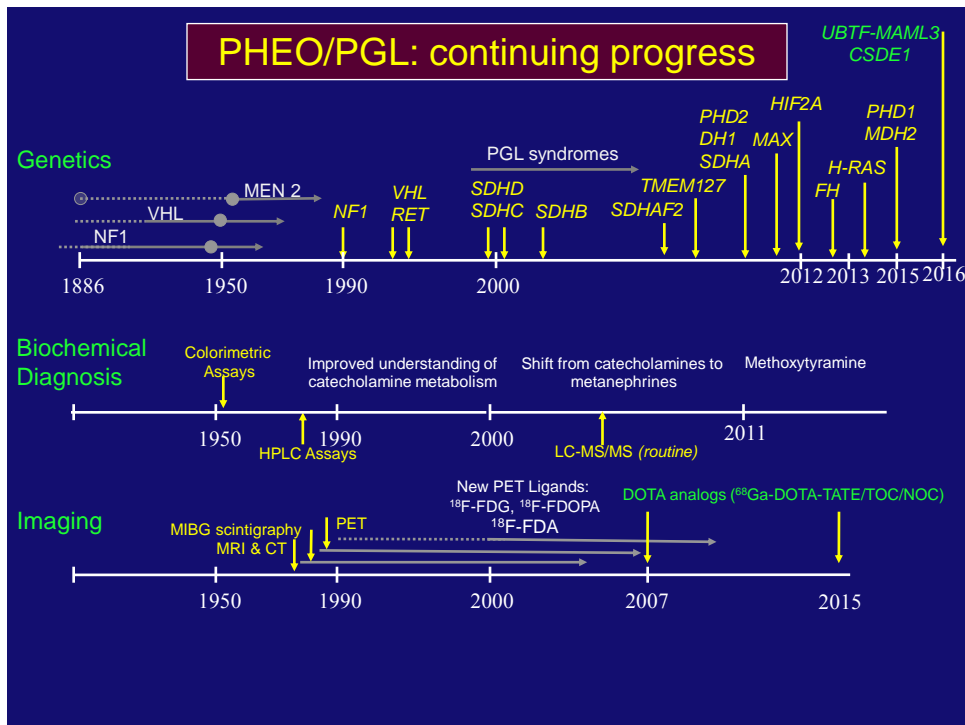 PHEO/PGL: continuing progress
UBTF-MAML3
CSDE1
Genetics
MEN 2
VHL
NF1
PGL syndromes
NF1
VHL
RET
SDHD
SDHC
SDHB
SDHAF2
TMEM127
PHD2
DH1
SDHA
MAX
HIF2A
FH
H-RAS
PHD1
MDH2
1886
1950
1990
2000
2012
2013
2015
2016
Biochemical
Diagnosis
Colorimetric
Assays
Improved understanding of
catecholamine metabolism
Shift from catecholamines to
metanephrines
Methoxytyramine
1950
1990
2000
2011
HPLC Assays
LC-MS/MS (routine)
Imaging
MIBG scintigraphy
MRI & CT
PET
New PET Ligands:
¹⁸F-FDG, ¹⁸F-FDOPA
¹⁸F-FDA
DOTA analogs (⁶⁸Ga-DOTA-TATE/TOC/NOC)
1950
1990
2000
2007
2015